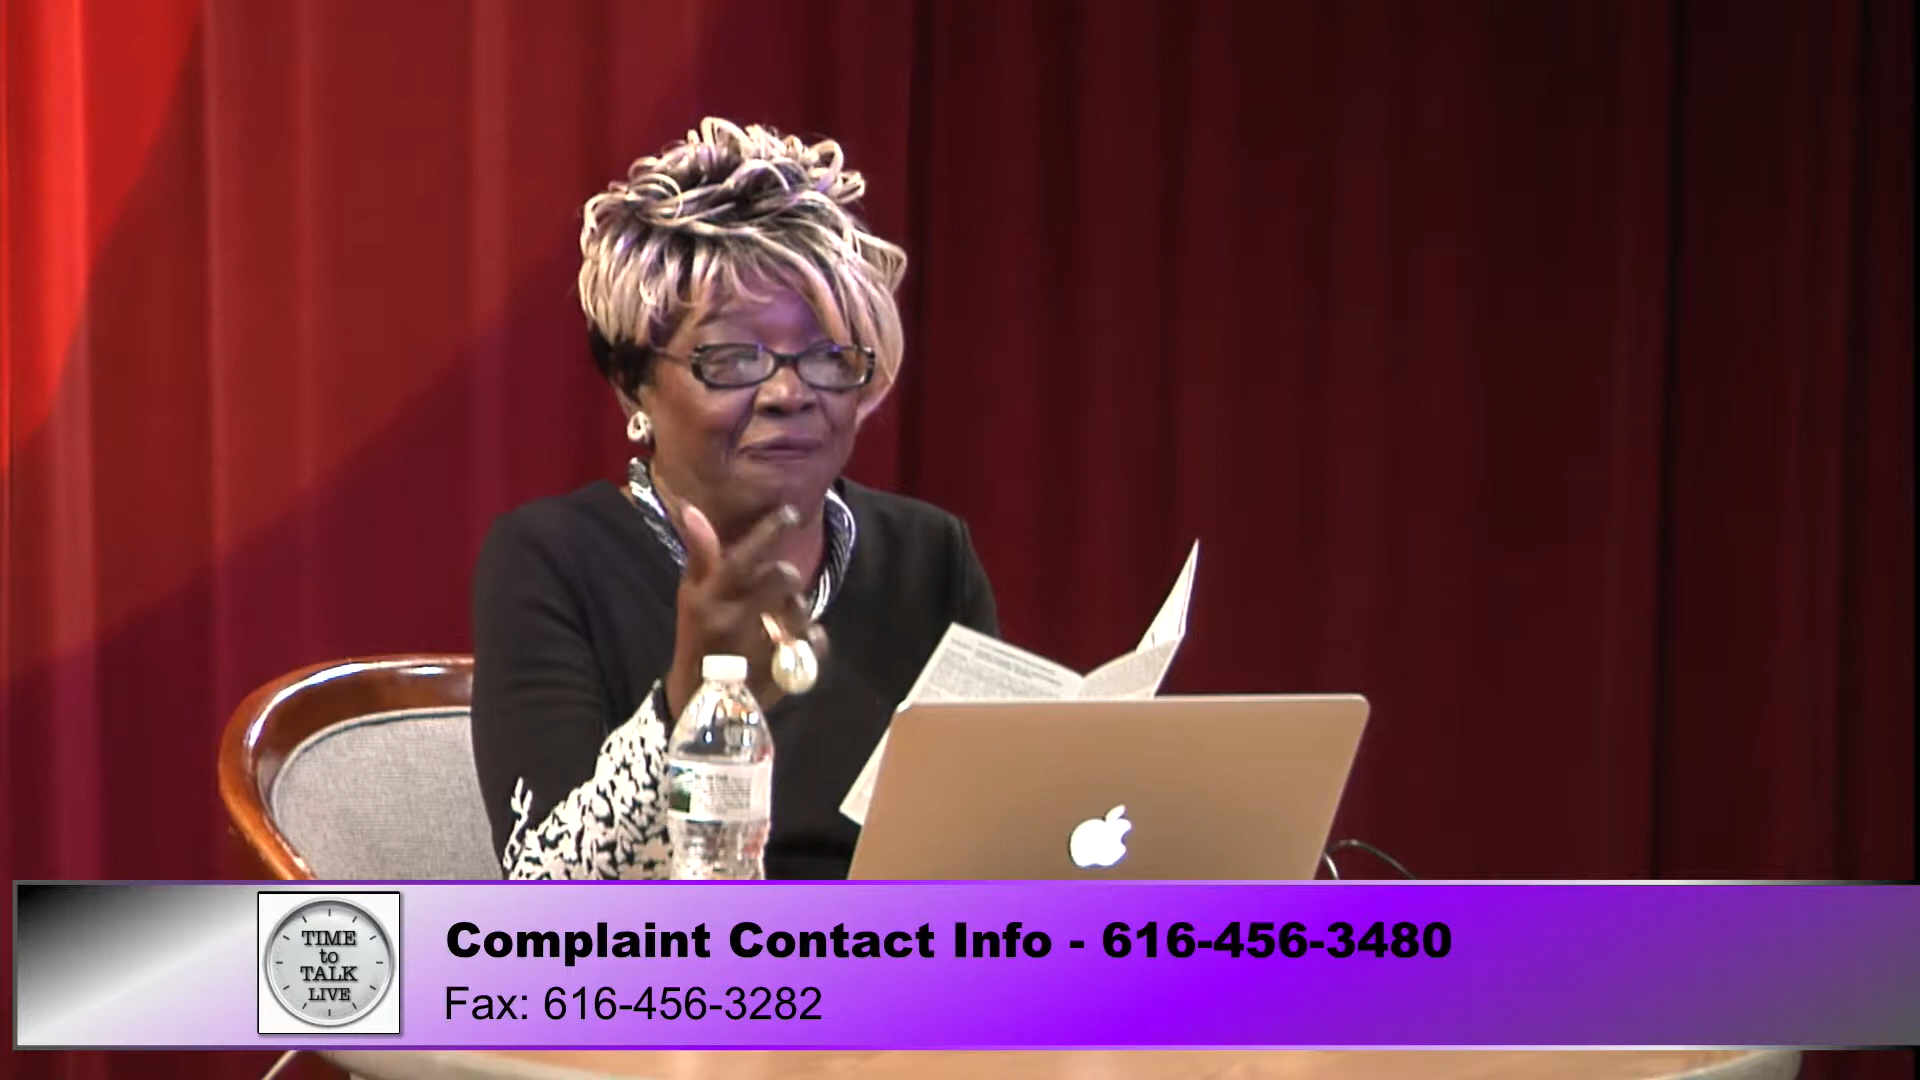 Complaint Contact Info - 616-456-3480
Fax: 616-456-3282
TIME
to
TALK
LIVE